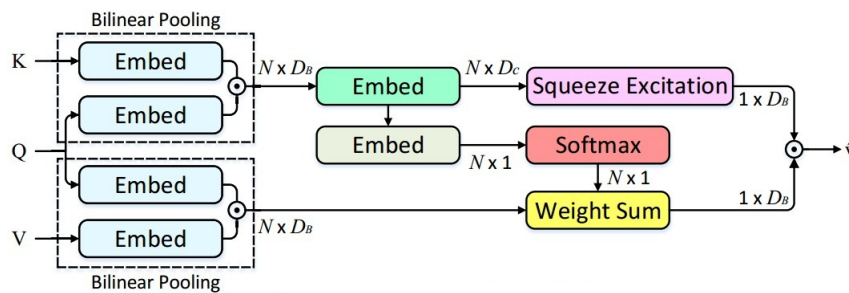 Bilinear Pooling
K
Embed
N x D_B
Embed
N x D_C
Squeeze Excitation
1 x D_B
Embed
Q
Embed
N x 1
Softmax
v̂
Embed
N x 1
V
Embed
N x D_B
Weight Sum
1 x D_B
Bilinear Pooling